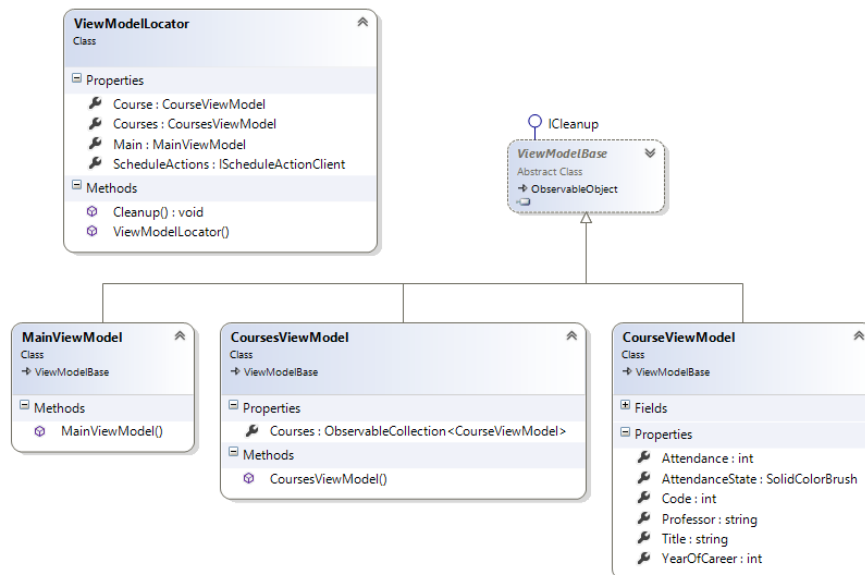 ViewModelLocator
Class
Properties
Course : CourseViewModel
Courses : CoursesViewModel
Main : MainViewModel
ScheduleActions : IScheduleActionClient
Methods
Cleanup() : void
ViewModelLocator()
ICleanup
ViewModelBase
Abstract Class
ObservableObject
MainViewModel
Class
ViewModelBase
Methods
MainViewModel()
CoursesViewModel
Class
ViewModelBase
Properties
Courses : ObservableCollection<CourseViewModel>
Methods
CoursesViewModel()
CourseViewModel
Class
ViewModelBase
Fields
Properties
Attendance : int
AttendanceState : SolidColorBrush
Code : int
Professor : string
Title : string
YearOfCareer : int